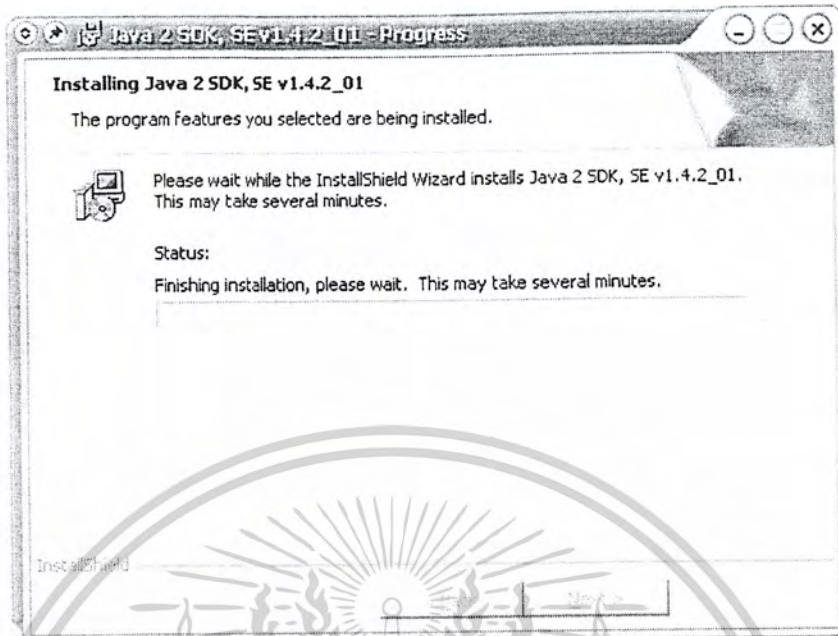 Java 2 SDK, SE v1.4.2_01 - Progress
Installing Java 2 SDK, SE v1.4.2_01
The program features you selected are being installed.
Please wait while the InstallShield Wizard installs Java 2 SDK, SE v1.4.2_01.
This may take several minutes.
Status:
Finishing installation, please wait. This may take several minutes.
InstallShield
Next >